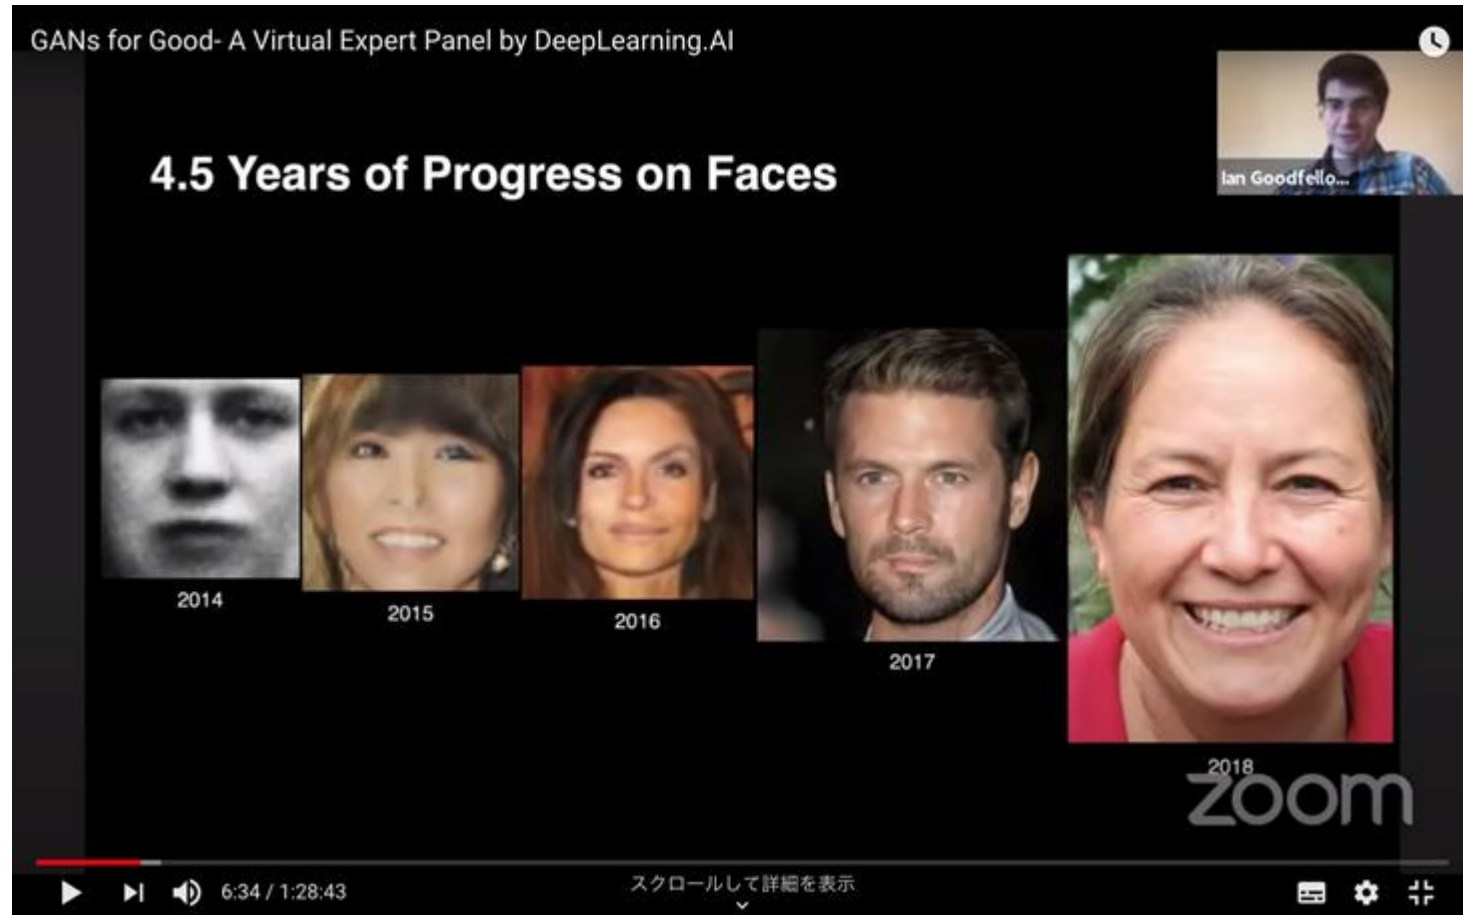 GANs for Good- A Virtual Expert Panel by DeepLearning.AI
Ian Goodfello...
4.5 Years of Progress on Faces
2014
2015
2016
2017
2018
zoom
6:34 / 1:28:43
スクロールして詳細を表示